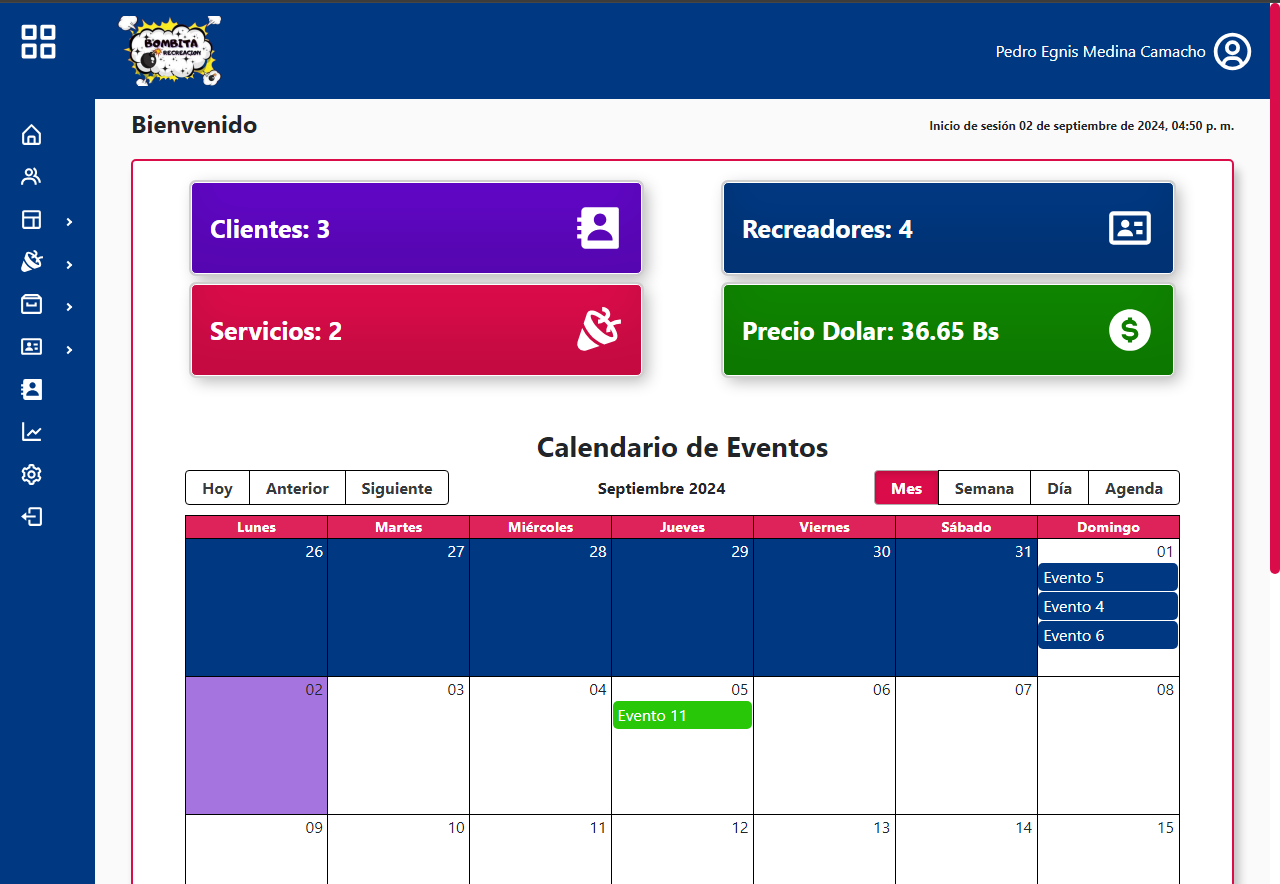 BOMBITA
RECREACION
Pedro Egnis Medina Camacho
Bienvenido
Inicio de sesión 02 de septiembre de 2024, 04:50 p. m.
Clientes: 3
Recreadores: 4
Servicios: 2
Precio Dolar: 36.65 Bs
Calendario de Eventos
Hoy Anterior Siguiente Septiembre 2024 Mes Semana Día Agenda
Lunes Martes Miércoles Jueves Viernes Sábado Domingo
26 27 28 29 30 31 01
Evento 5
Evento 4
Evento 6
02 03 04 05 06 07 08
Evento 11
09 10 11 12 13 14 15